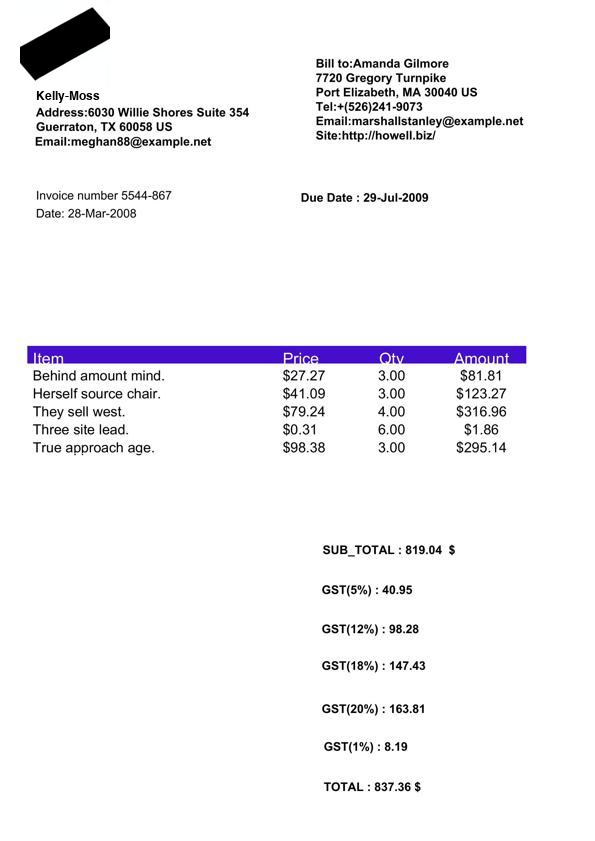 Kelly-Moss
Address:6030 Willie Shores Suite 354
Guerraton, TX 60058 US
Email:meghan88@example.net
Bill to:Amanda Gilmore
7720 Gregory Turnpike
Port Elizabeth, MA 30040 US
Tel:+(526)241-9073
Email:marshallstanley@example.net
Site:http://howell.biz/
Invoice number 5544-867
Date: 28-Mar-2008
Due Date : 29-Jul-2009
Item Price Qty Amount
Behind amount mind. $27.27 3.00 $81.81
Herself source chair. $41.09 3.00 $123.27
They sell west. $79.24 4.00 $316.96
Three site lead. $0.31 6.00 $1.86
True approach age. $98.38 3.00 $295.14
SUB_TOTAL : 819.04 $
GST(5%) : 40.95
GST(12%) : 98.28
GST(18%) : 147.43
GST(20%) : 163.81
GST(1%) : 8.19
TOTAL : 837.36 $